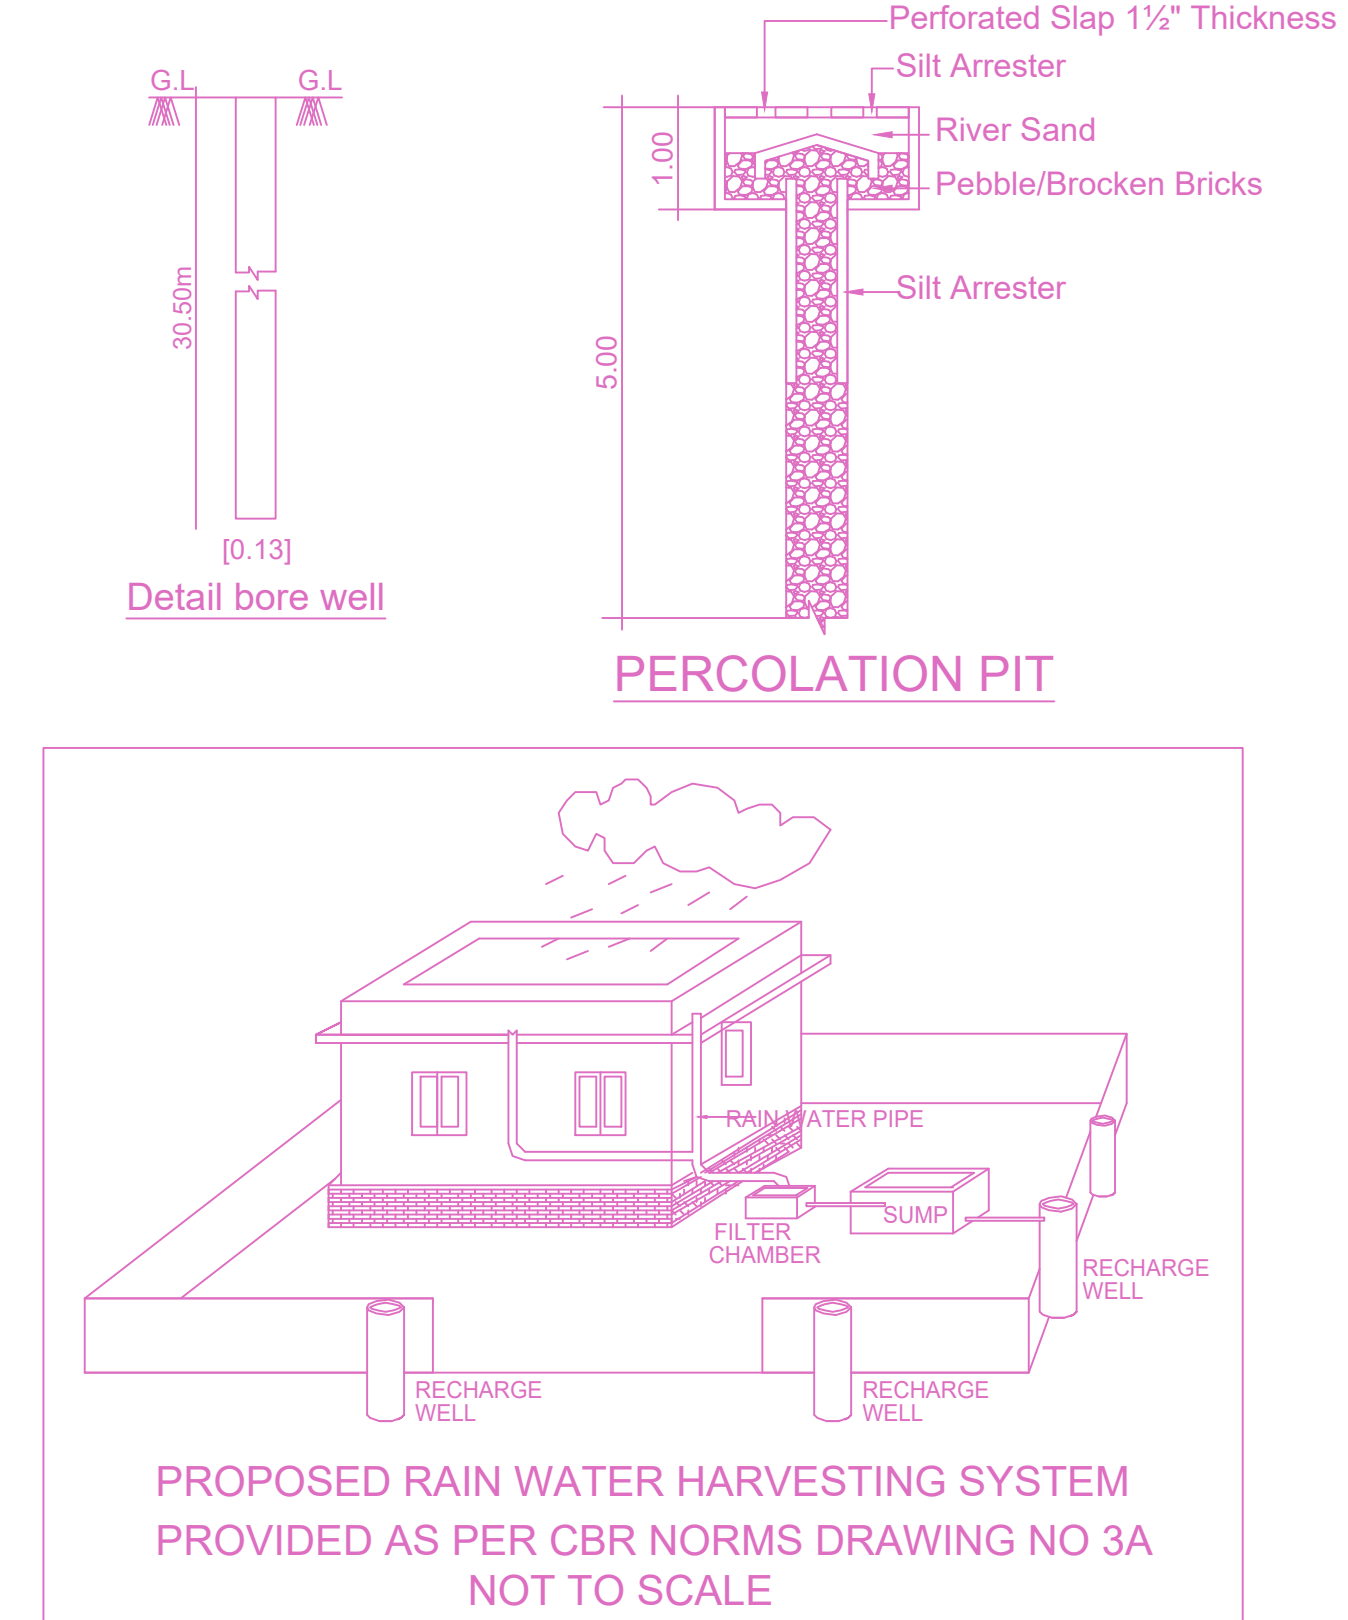 G.L
G.L
30.50m
[0.13]
Detail bore well
Perforated Slap 1½" Thickness
Silt Arrester
River Sand
Pebble/Brocken Bricks
Silt Arrester
1.00
5.00
PERCOLATION PIT
RAIN WATER PIPE
FILTER
CHAMBER
SUMP
RECHARGE
WELL
RECHARGE
WELL
RECHARGE
WELL
PROPOSED RAIN WATER HARVESTING SYSTEM
PROVIDED AS PER CBR NORMS DRAWING NO 3A
NOT TO SCALE